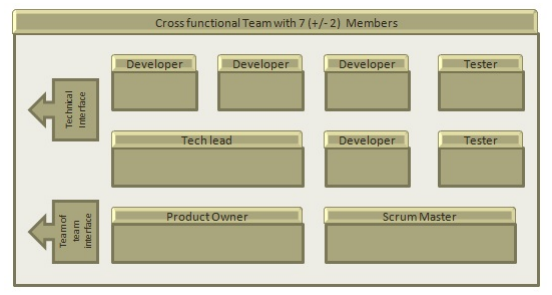 Cross functional Team with 7 (+/- 2) Members
Developer
Developer
Developer
Tester
Technical
Interface
Tech lead
Developer
Tester
Team of
team
interface
Product Owner
Scrum Master